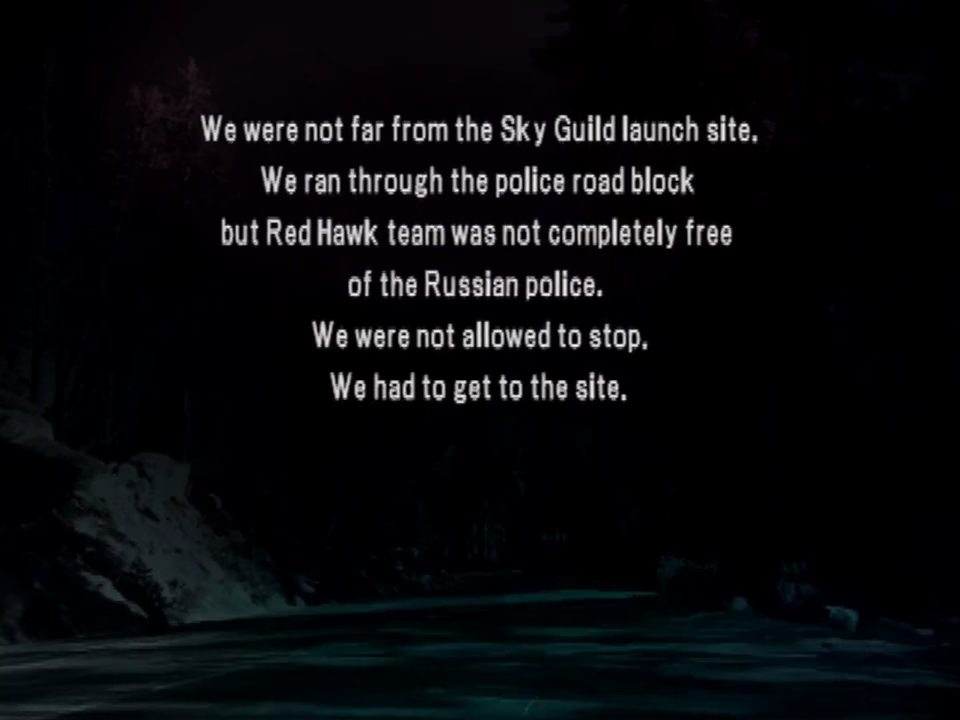 We were not far from the Sky Guild launch site.
We ran through the police road block
but Red Hawk team was not completely free
of the Russian police.
We were not allowed to stop.
We had to get to the site.